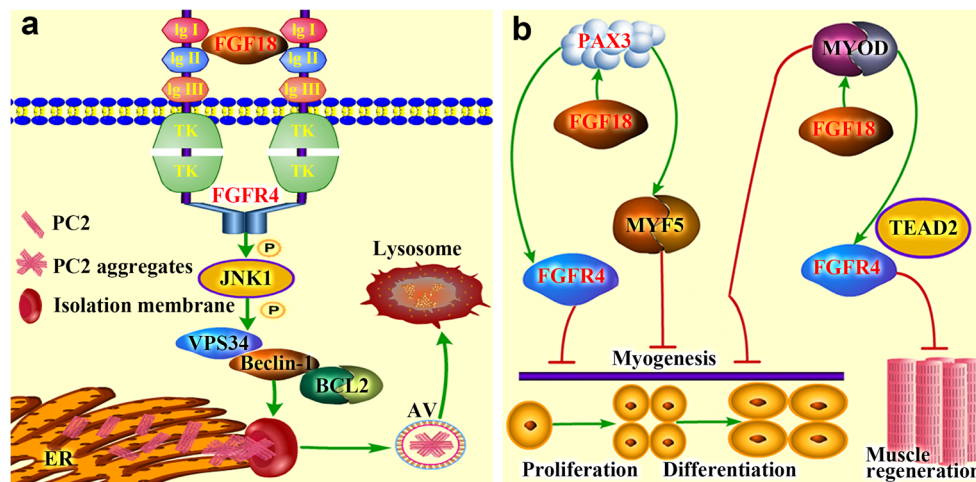 a
Ig I
Ig I
FGF18
Ig II
Ig II
Ig III
Ig III
TK
TK
TK
TK
FGFR4
P
PC2
PC2 aggregates
JNK1
Isolation membrane
P
VPS34
Beclin-1
BCL2
Lysosome
AV
ER
b
PAX3
MYOD
FGF18
FGF18
MYF5
TEAD2
FGFR4
FGFR4
Myogenesis
Proliferation
Differentiation
Muscle
regeneration